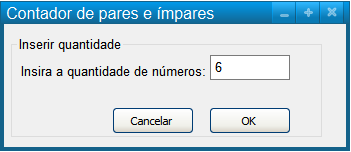 Contador de pares e ímpares
Inserir quantidade
Insira a quantidade de números: 6
Cancelar OK